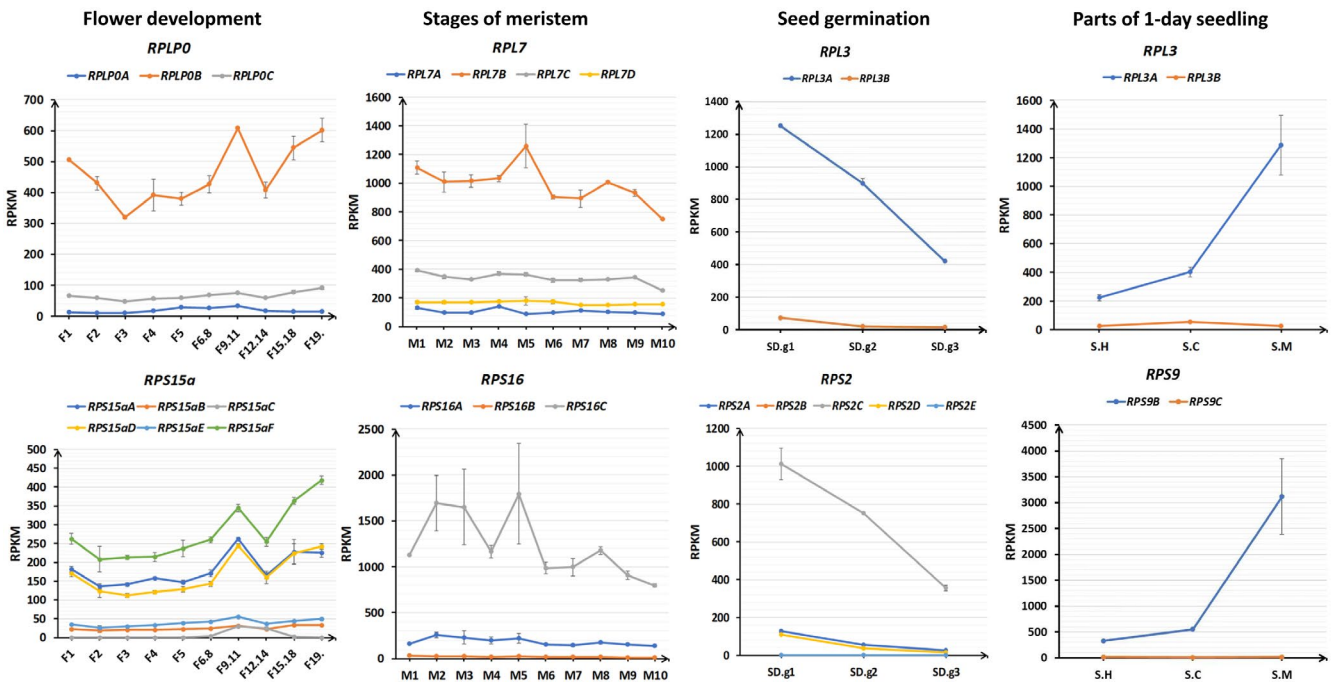 Flower development
Stages of meristem
Seed germination
Parts of 1-day seedling
RPLP0
RPLP0A RPLP0B RPLP0C
RPKM
700
600
500
400
300
200
100
0
F1 F2 F3 F4 F5 F6.8 F9.11 F12.14 F15.18 F19.
RPL7
RPL7A RPL7B RPL7C RPL7D
RPKM
1600
1400
1200
1000
800
600
400
200
0
M1 M2 M3 M4 M5 M6 M7 M8 M9 M10
RPL3
RPL3A RPL3B
RPKM
1400
1200
1000
800
600
400
200
0
SD.g1 SD.g2 SD.g3
RPL3
RPL3A RPL3B
RPKM
1600
1400
1200
1000
800
600
400
200
0
S.H S.C S.M
RPS15a
RPS15aA RPS15aB RPS15aC
RPS15aD RPS15aE RPS15aF
RPKM
500
450
400
350
300
250
200
150
100
50
0
F1 F2 F3 F4 F5 F6.8 F9.11 F12.14 F15.18 F19.
RPS16
RPS16A RPS16B RPS16C
RPKM
2500
2000
1500
1000
500
0
M1 M2 M3 M4 M5 M6 M7 M8 M9 M10
RPS2
RPS2A RPS2B RPS2C RPS2D RPS2E
RPKM
1200
1000
800
600
400
200
0
SD.g1 SD.g2 SD.g3
RPS9
RPS9B RPS9C
RPKM
4500
4000
3500
3000
2500
2000
1500
1000
500
0
S.H S.C S.M